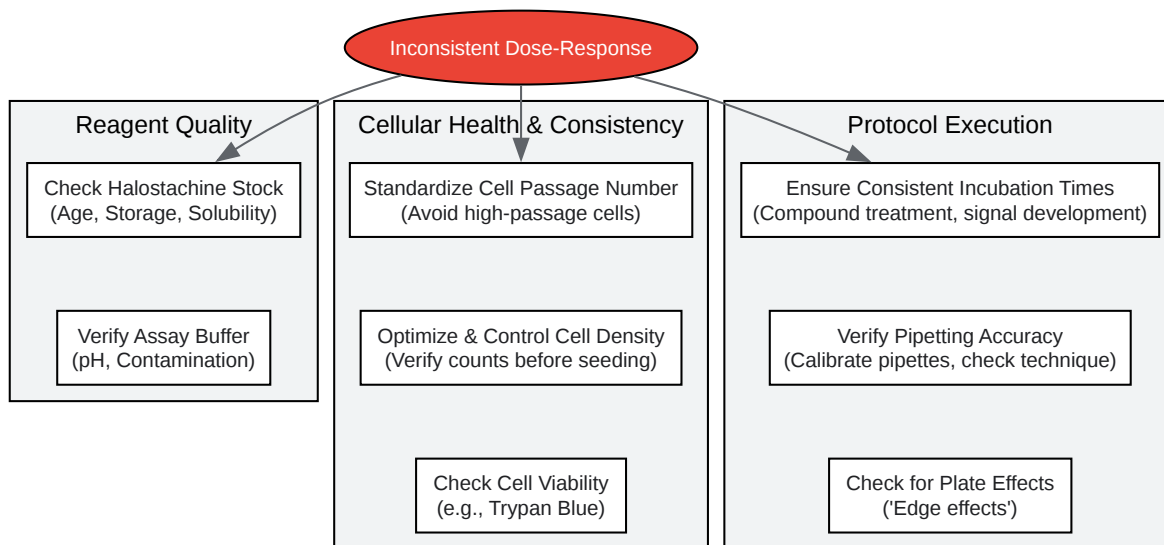 Inconsistent Dose-Response
Reagent Quality
Check Halostachine Stock
(Age, Storage, Solubility)
Verify Assay Buffer
(pH, Contamination)
Cellular Health & Consistency
Standardize Cell Passage Number
(Avoid high-passage cells)
Optimize & Control Cell Density
(Verify counts before seeding)
Check Cell Viability
(e.g., Trypan Blue)
Protocol Execution
Ensure Consistent Incubation Times
(Compound treatment, signal development)
Verify Pipetting Accuracy
(Calibrate pipettes, check technique)
Check for Plate Effects
('Edge effects')